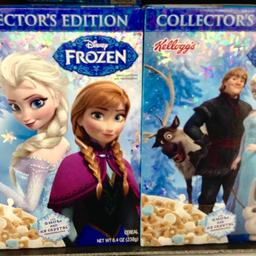 ECTOR'S EDITION
Disney
FROZEN
CEREAL
NET WT 8.4 OZ (238g)
COLLECTOR'S
Kellogg's